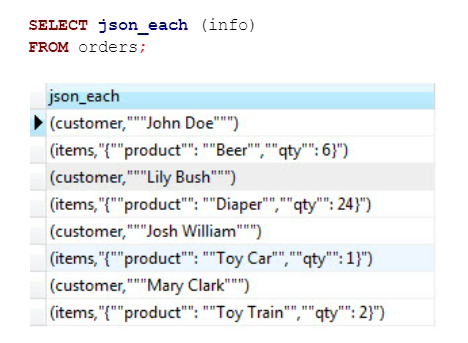 SELECT json_each (info)
FROM orders;
json_each
(customer,"""John Doe""")
(items,"{""product"": ""Beer"",""qty"": 6}")
(customer,"""Lily Bush""")
(items,"{""product"": ""Diaper"",""qty"": 24}")
(customer,"""Josh William""")
(items,"{""product"": ""Toy Car"",""qty"": 1}")
(customer,"""Mary Clark""")
(items,"{""product"": ""Toy Train"",""qty"": 2}")